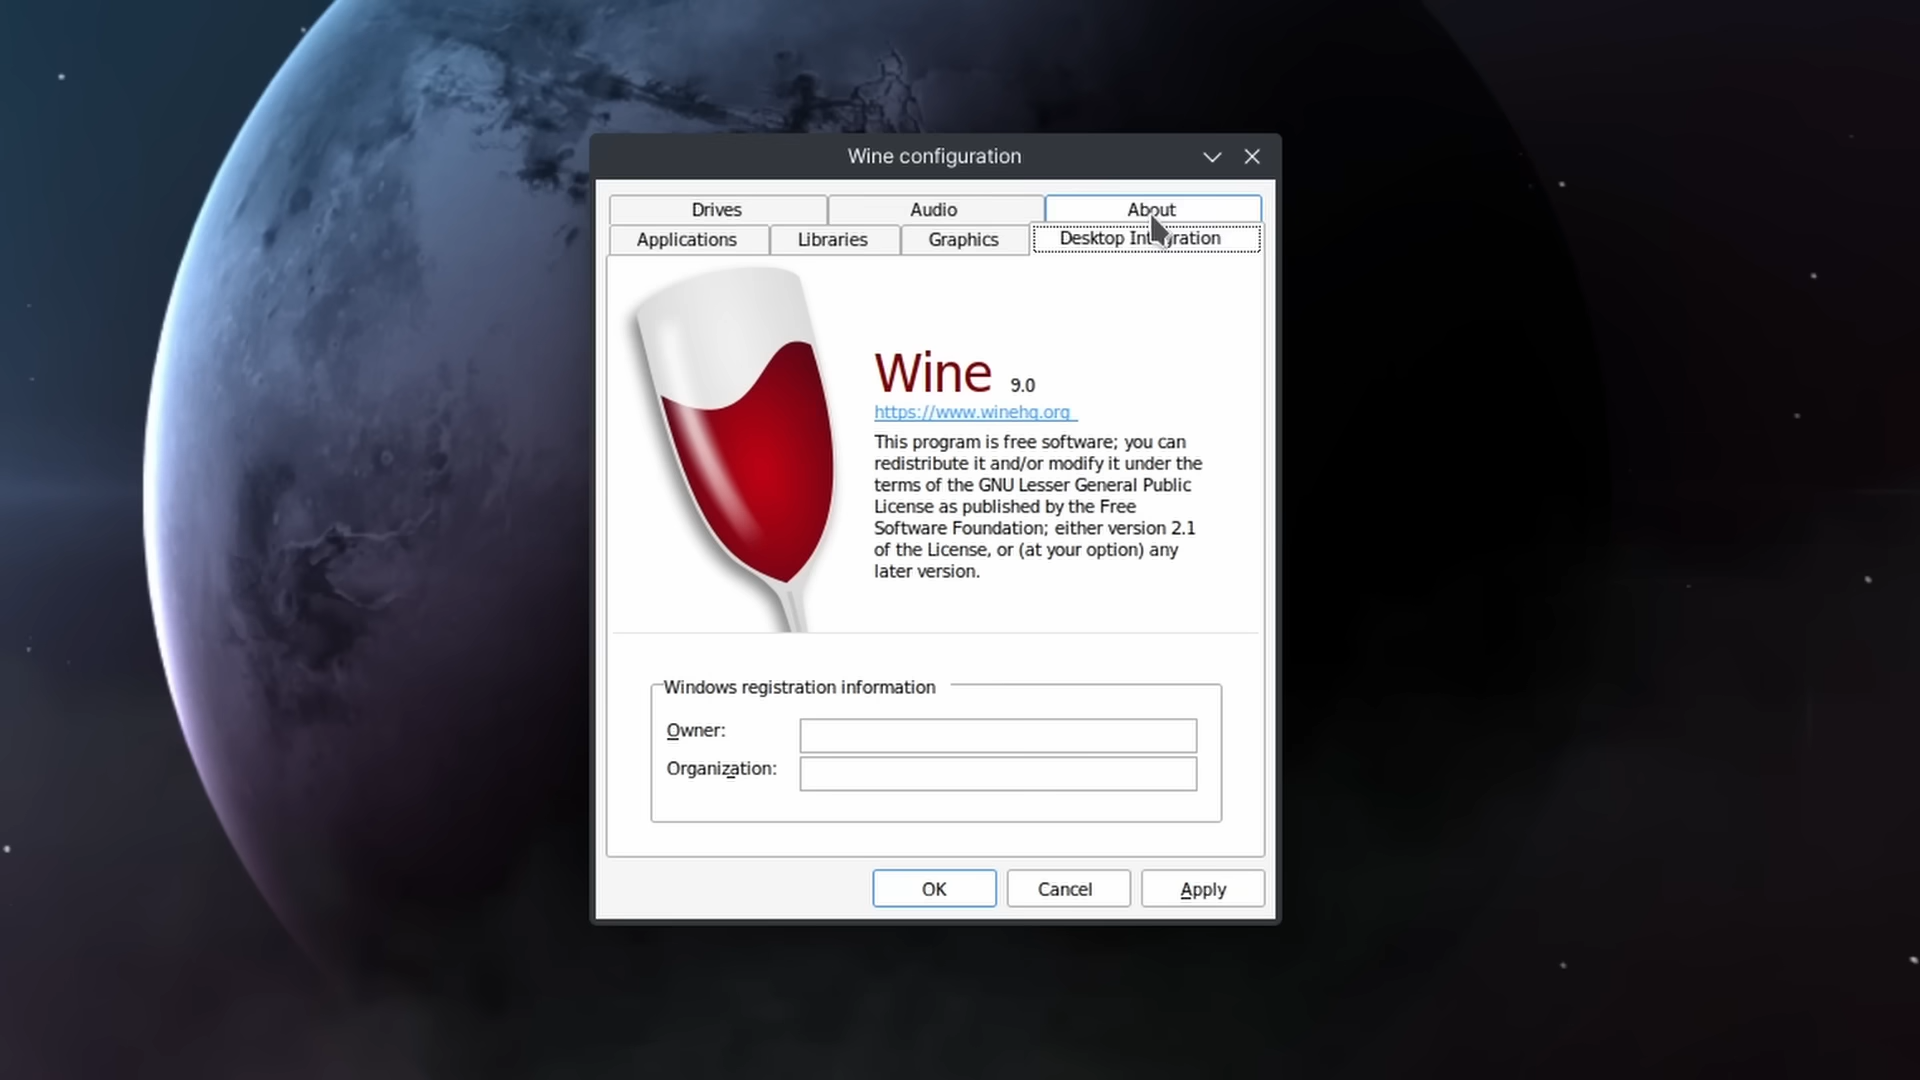 Wine configuration
Drives Audio About
Applications Libraries Graphics Desktop Integration
Wine 9.0
https://www.winehq.org
This program is free software; you can
redistribute it and/or modify it under the
terms of the GNU Lesser General Public
License as published by the Free
Software Foundation; either version 2.1
of the License, or (at your option) any
later version.
Windows registration information
Owner:
Organization:
OK Cancel Apply